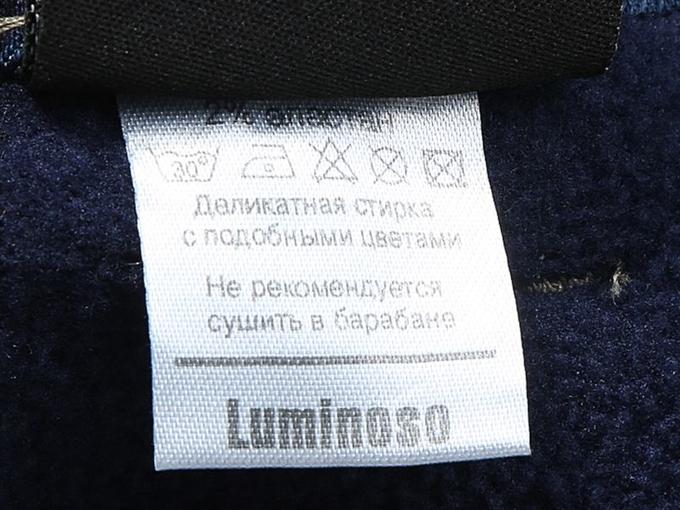 2% эластан
30°
Деликатная стирка
с подобными цветами
Не рекомендуется
сушить в барабане
Luminoso